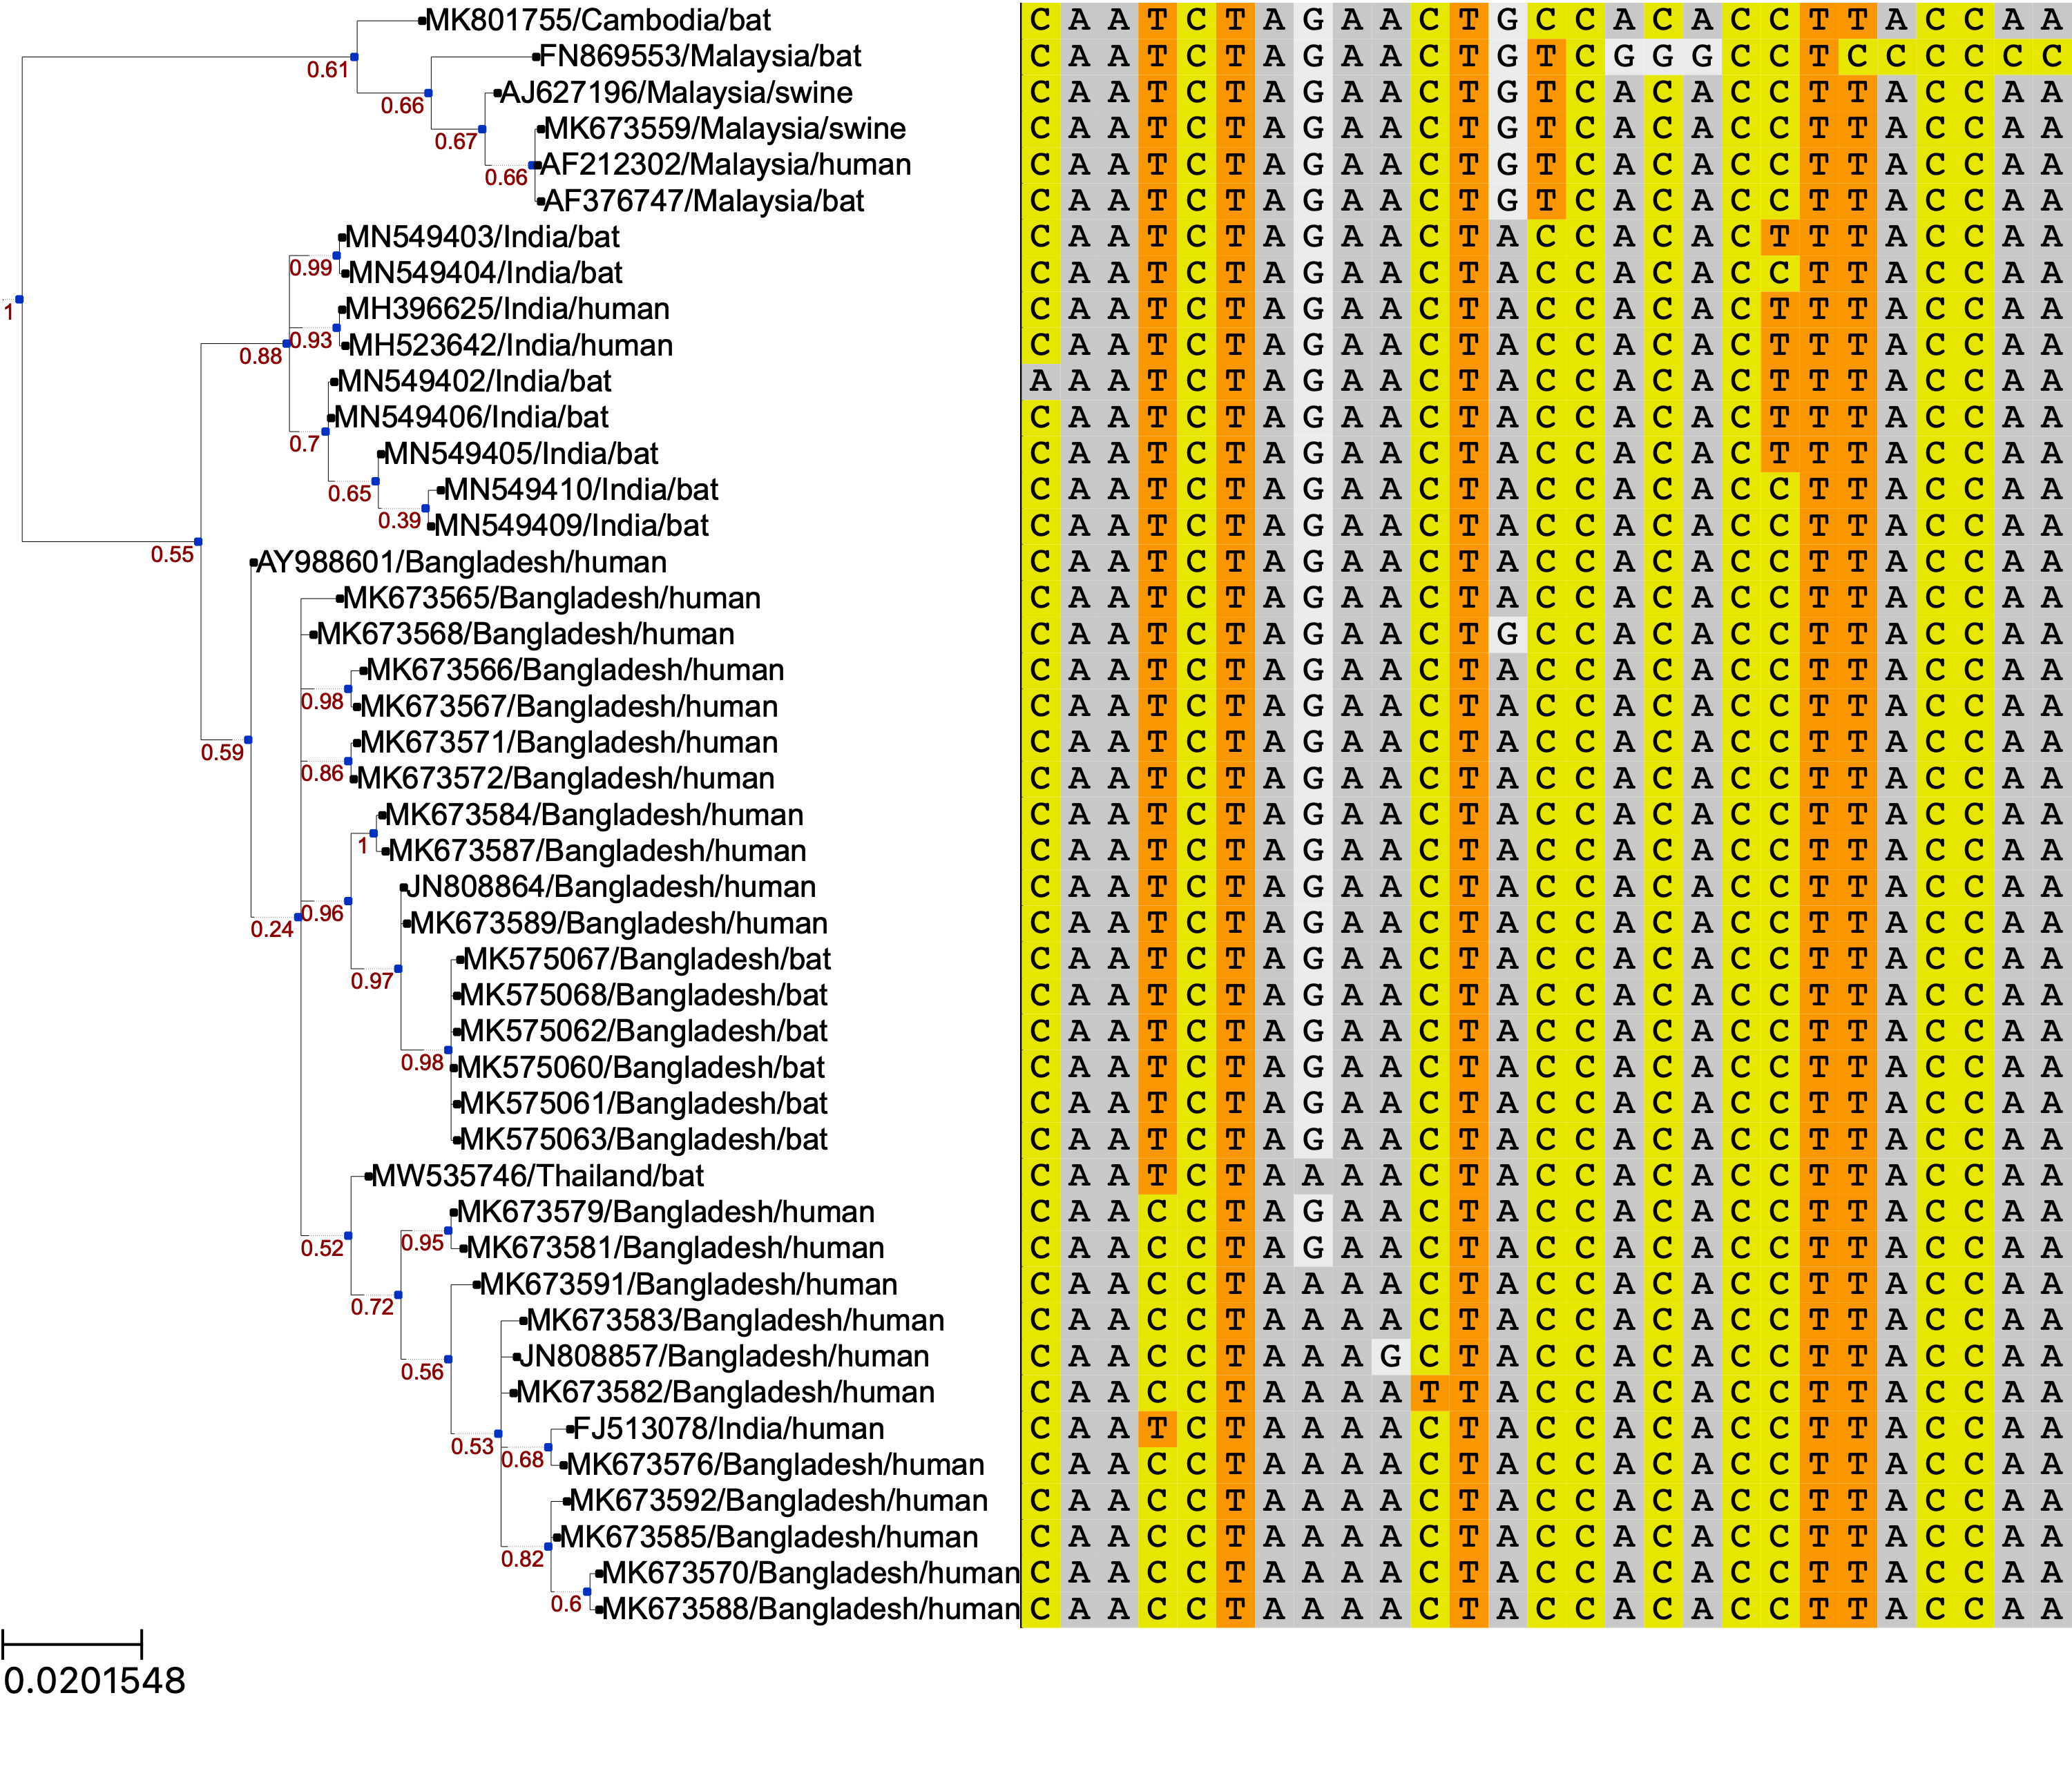 MK801755/Cambodia/bat C A A T C T A G A A C T G C C A C A C C T T A C C A A
FN869553/Malaysia/bat C A A T C T A G A A C T G T C G G G C C T C C C C C C
0.61
AJ627196/Malaysia/swine C A A T C T A G A A C T G T C A C A C C T T A C C A A
0.66
MK673559/Malaysia/swine C A A T C T A G A A C T G T C A C A C C T T A C C A A
0.67
AF212302/Malaysia/human C A A T C T A G A A C T G T C A C A C C T T A C C A A
0.66
AF376747/Malaysia/bat C A A T C T A G A A C T G T C A C A C C T T A C C A A
MN549403/India/bat C A A T C T A G A A C T A C C A C A C T T T A C C A A
0.99
MN549404/India/bat C A A T C T A G A A C T A C C A C A C C T T A C C A A
1
MH396625/India/human C A A T C T A G A A C T A C C A C A C T T T A C C A A
0.93
MH523642/India/human C A A T C T A G A A C T A C C A C A C T T T A C C A A
0.88
MN549402/India/bat A A A T C T A G A A C T A C C A C A C T T T A C C A A
MN549406/India/bat C A A T C T A G A A C T A C C A C A C T T T A C C A A
0.7
MN549405/India/bat C A A T C T A G A A C T A C C A C A C T T T A C C A A
0.65
MN549410/India/bat C A A T C T A G A A C T A C C A C A C C T T A C C A A
0.39
MN549409/India/bat C A A T C T A G A A C T A C C A C A C C T T A C C A A
0.55
AY988601/Bangladesh/human C A A T C T A G A A C T A C C A C A C C T T A C C A A
MK673565/Bangladesh/human C A A T C T A G A A C T A C C A C A C C T T A C C A A
MK673568/Bangladesh/human C A A T C T A G A A C T G C C A C A C C T T A C C A A
MK673566/Bangladesh/human C A A T C T A G A A C T A C C A C A C C T T A C C A A
0.98
MK673567/Bangladesh/human C A A T C T A G A A C T A C C A C A C C T T A C C A A
0.59
MK673571/Bangladesh/human C A A T C T A G A A C T A C C A C A C C T T A C C A A
0.86
MK673572/Bangladesh/human C A A T C T A G A A C T A C C A C A C C T T A C C A A
MK673584/Bangladesh/human C A A T C T A G A A C T A C C A C A C C T T A C C A A
1
MK673587/Bangladesh/human C A A T C T A G A A C T A C C A C A C C T T A C C A A
JN808864/Bangladesh/human C A A T C T A G A A C T A C C A C A C C T T A C C A A
0.96
MK673589/Bangladesh/human C A A T C T A G A A C T A C C A C A C C T T A C C A A
0.24
MK575067/Bangladesh/bat C A A T C T A G A A C T A C C A C A C C T T A C C A A
0.97
MK575068/Bangladesh/bat C A A T C T A G A A C T A C C A C A C C T T A C C A A
MK575062/Bangladesh/bat C A A T C T A G A A C T A C C A C A C C T T A C C A A
0.98
MK575060/Bangladesh/bat C A A T C T A G A A C T A C C A C A C C T T A C C A A
MK575061/Bangladesh/bat C A A T C T A G A A C T A C C A C A C C T T A C C A A
MK575063/Bangladesh/bat C A A T C T A G A A C T A C C A C A C C T T A C C A A
MW535746/Thailand/bat C A A T C T A A A A C T A C C A C A C C T T A C C A A
MK673579/Bangladesh/human C A A C C T A G A A C T A C C A C A C C T T A C C A A
0.95
0.52
MK673581/Bangladesh/human C A A C C T A G A A C T A C C A C A C C T T A C C A A
MK673591/Bangladesh/human C A A C C T A A A A C T A C C A C A C C T T A C C A A
0.72
MK673583/Bangladesh/human C A A C C T A A A A C T A C C A C A C C T T A C C A A
JN808857/Bangladesh/human C A A C C T A A A G C T A C C A C A C C T T A C C A A
0.56
MK673582/Bangladesh/human C A A C C T A A A A T T A C C A C A C C T T A C C A A
FJ513078/India/human C A A T C T A A A A C T A C C A C A C C T T A C C A A
0.53
0.68
MK673576/Bangladesh/human C A A C C T A A A A C T A C C A C A C C T T A C C A A
MK673592/Bangladesh/human C A A C C T A A A A C T A C C A C A C C T T A C C A A
MK673585/Bangladesh/human C A A C C T A A A A C T A C C A C A C C T T A C C A A
0.82
MK673570/Bangladesh/human C A A C C T A A A A C T A C C A C A C C T T A C C A A
0.6
MK673588/Bangladesh/human C A A C C T A A A A C T A C C A C A C C T T A C C A A
0.0201548